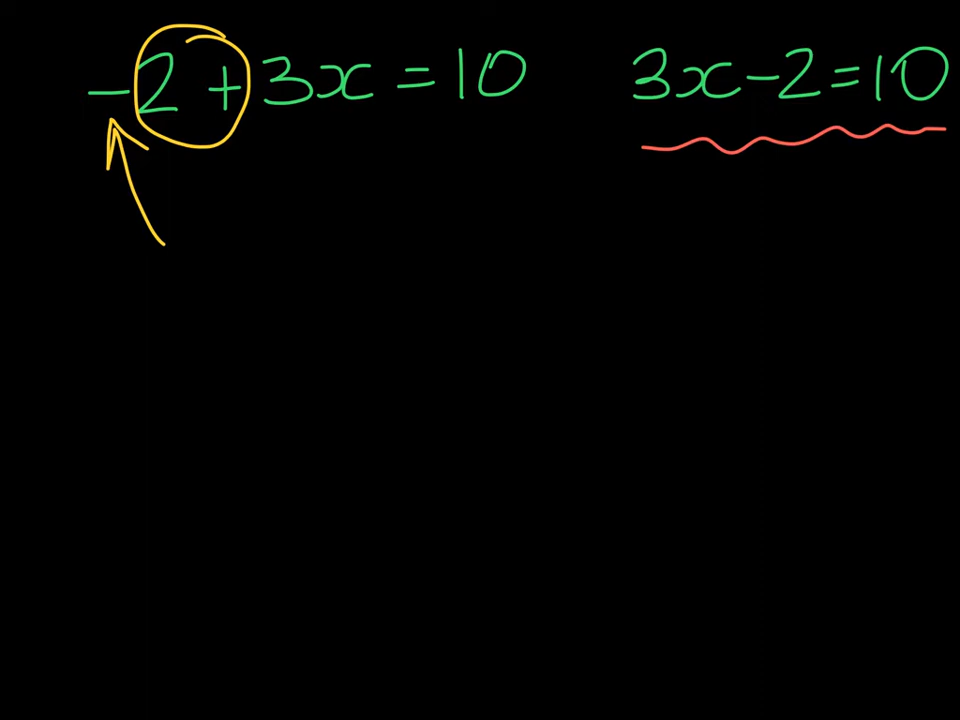 -2 + 3x = 10 3x - 2 = 10